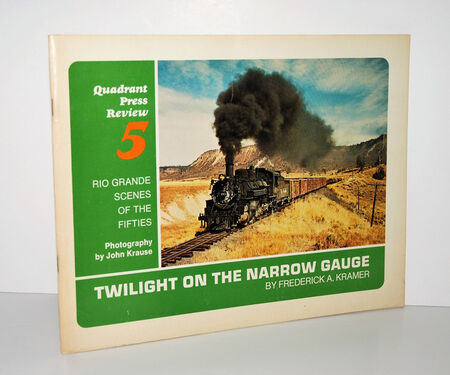 Quadrant
Press
Review
5
RIO GRANDE
SCENES
OF THE
FIFTIES
Photography
by John Krause
TWILIGHT ON THE NARROW GAUGE
BY FREDERICK A. KRAMER